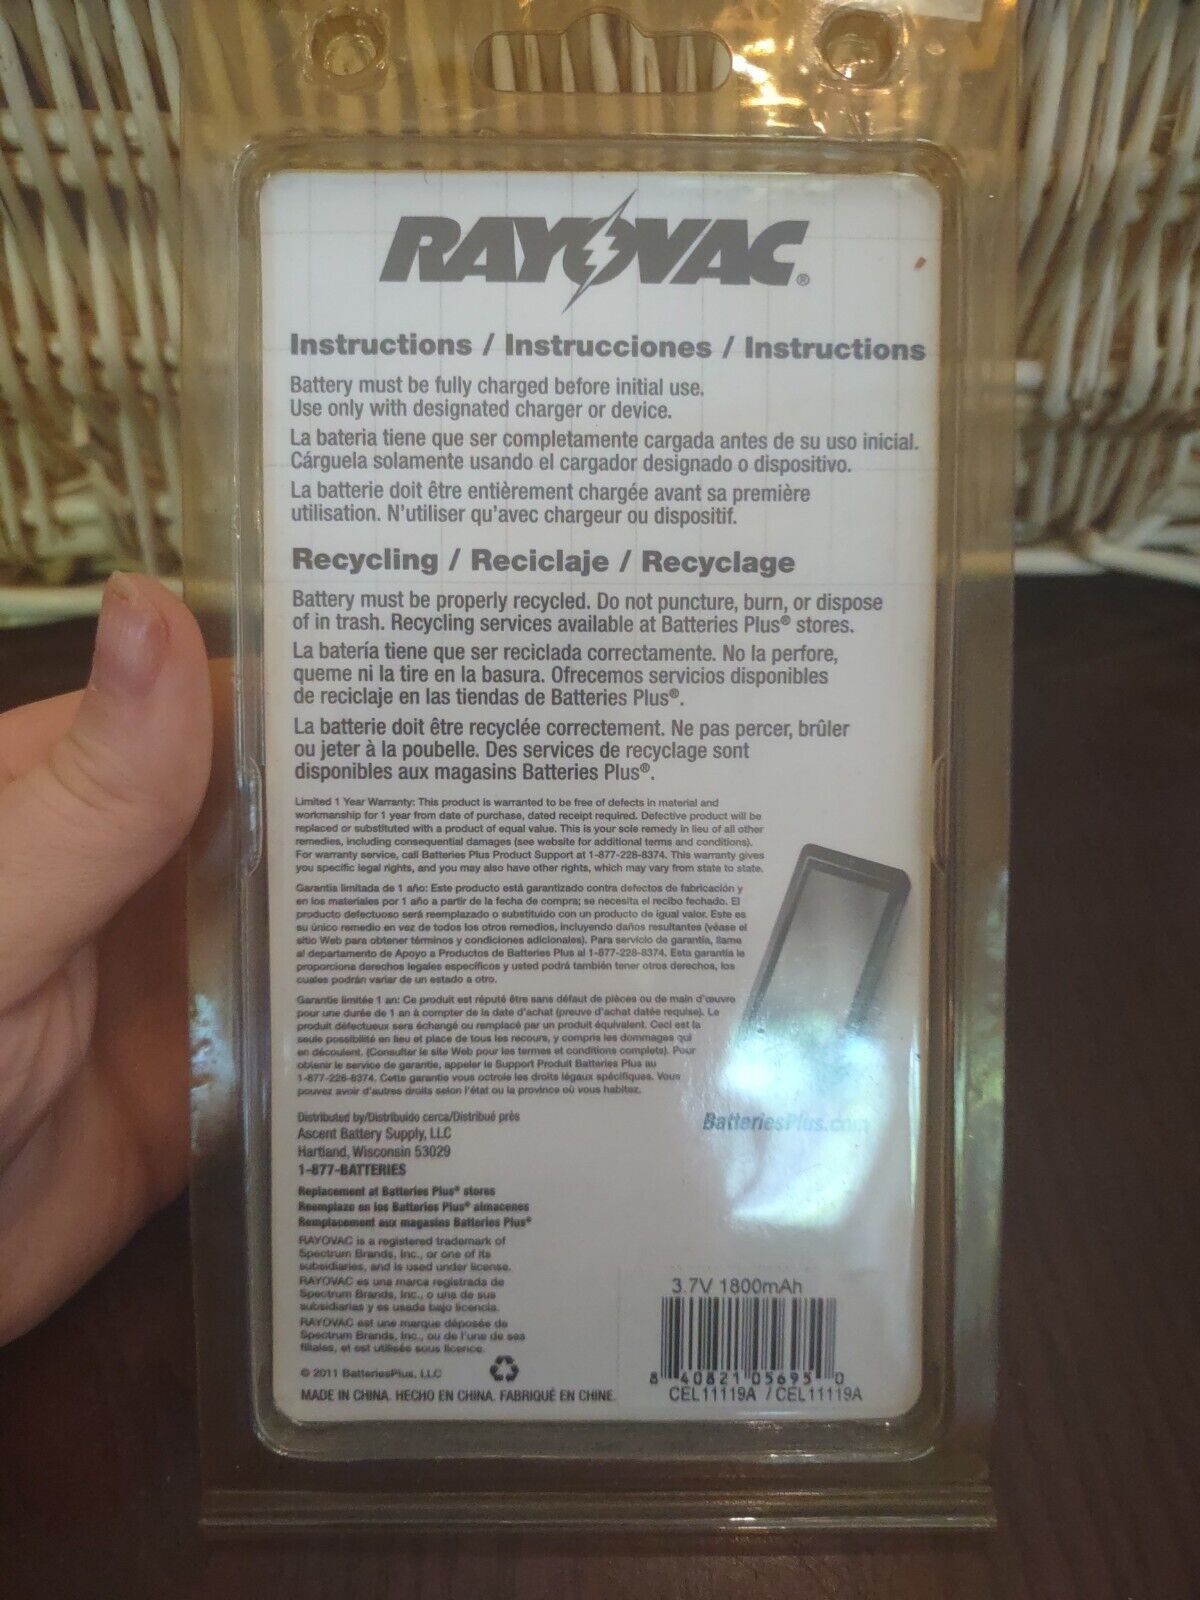 RAYOVAC®
Instructions / Instrucciones / Instructions
Battery must be fully charged before initial use.
Use only with designated charger or device.
La bateria tiene que ser completamente cargada antes de su uso inicial.
Cárguela solamente usando el cargador designado o dispositivo.
La batterie doit être entièrement chargée avant sa première
utilisation. N'utiliser qu'avec chargeur ou dispositif.
Recycling / Reciclaje / Recyclage
Battery must be properly recycled. Do not puncture, burn, or dispose
of in trash. Recycling services available at Batteries Plus® stores.
La batería tiene que ser reciclada correctamente. No la perfore,
queme ni la tire en la basura. Ofrecemos servicios disponibles
de reciclaje en las tiendas de Batteries Plus®.
La batterie doit être recyclée correctement. Ne pas percer, brûler
ou jeter à la poubelle. Des services de recyclage sont
disponibles aux magasins Batteries Plus®.
Limited 1 Year Warranty: This product is warranted to be free of defects in material and
workmanship for 1 year from date of purchase, dated receipt required. Defective product will be
replaced or substituted with a product of equal value. This is your sole remedy in lieu of all other
remedies, including consequential damages (see website for additional terms and conditions).
For warranty service, call Batteries Plus Product Support at 1-877-228-8374. This warranty gives
you specific legal rights, and you may also have other rights, which may vary from state to state.
Garantía limitada de 1 año: Este producto está garantizado contra defectos de fabricación y
en los materiales por 1 año a partir de la fecha de compra; se necesita el recibo fechado. El
producto defectuoso será reemplazado o substituido con un producto de igual valor. Este es
su único remedio en vez de todos los otros remedios, incluyendo daños resultantes (véase el
sitio Web para obtener términos y condiciones adicionales). Para servicio de garantía, llame
al departamento de Apoyo a Productos de Batteries Plus al 1-877-228-8374. Esta garantía le
proporciona derechos legales específicos y usted podrá también tener otros derechos, los
cuales podrán variar de un estado a otro.
Garantie limitée 1 an: Ce produit est réputé être sans défaut de pièces ou de main d'œuvre
pour une durée de 1 an à compter de la date d'achat (preuve d'achat datée requise). Le
produit défectueux sera échangé ou remplacé par un produit équivalent. Ceci est la
seule possibilité en lieu et place de tous les recours, y compris les dommages qui
en découlent. (Consulter le site Web pour les termes et conditions complets). Pour
obtenir le service de garantie, appeler le Support Produit Batteries Plus au
1-877-228-8374. Cette garantie vous octroie les droits légaux spécifiques. Vous
pouvez avoir d'autres droits selon l'état ou la province où vous habitez.
Distributed by/Distribuido cerca/Distribué près
Ascent Battery Supply, LLC
Hartland, Wisconsin 53029
1-877-BATTERIES
BatteriesPlus.com
Replacement at Batteries Plus® stores
Reemplazo en los Batteries Plus® almacenes
Remplacement aux magasins Batteries Plus®
RAYOVAC is a registered trademark of
Spectrum Brands, Inc., or one of its
subsidiaries, and is used under license.
RAYOVAC es una marca registrada de
Spectrum Brands, Inc., o una de sus
subsidiarias y es usada bajo licencia.
RAYOVAC est une marque déposée de
Spectrum Brands, Inc., ou de l'une de ses
filiales, et est utilisée sous licence.
© 2011 BatteriesPlus, LLC
MADE IN CHINA. HECHO EN CHINA. FABRIQUÉ EN CHINE.
3.7V 1800mAh
8 40821 05695 0
CEL11119A / CEL11119A